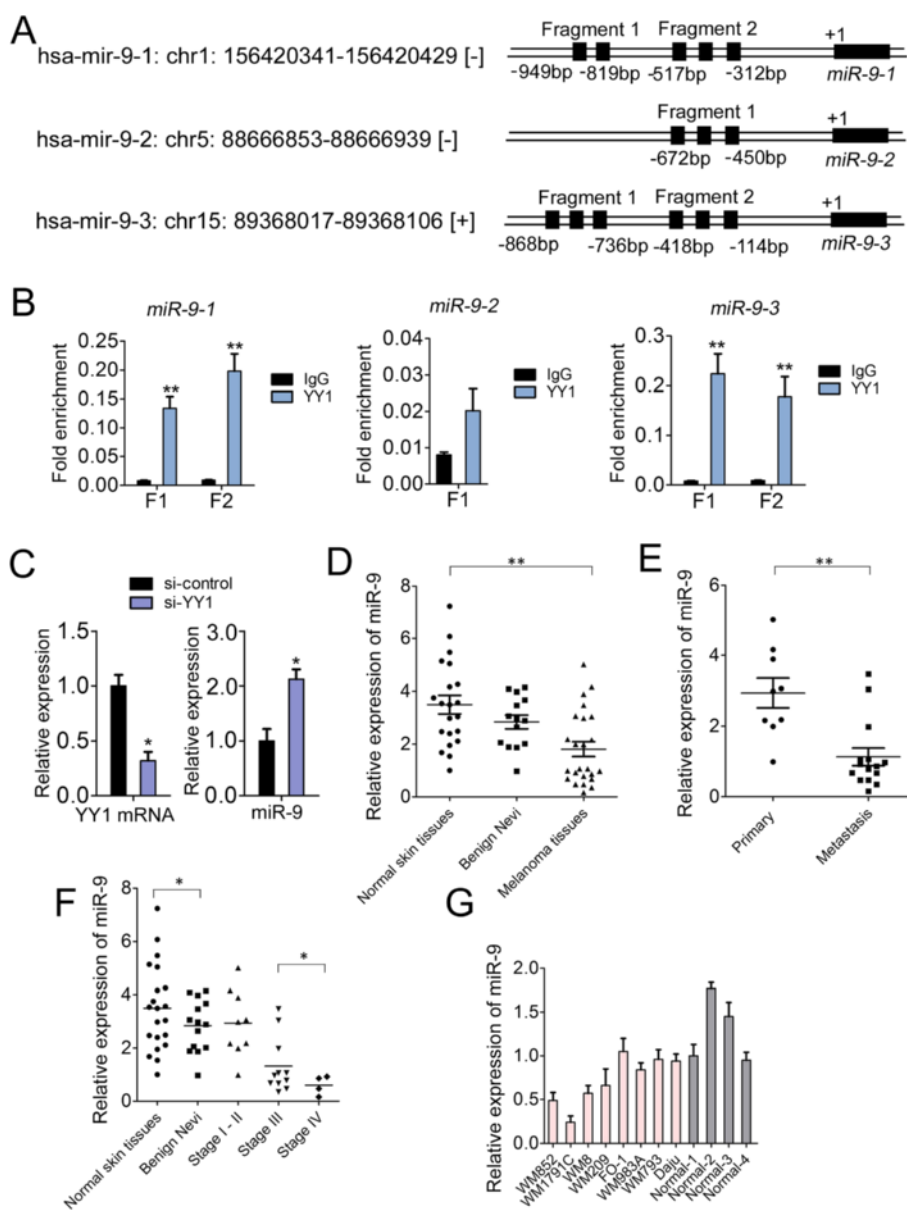 A
Fragment 1 Fragment 2 +1
hsa-mir-9-1: chr1: 156420341-156420429 [-]
-949bp -819bp -517bp -312bp miR-9-1
Fragment 1 +1
hsa-mir-9-2: chr5: 88666853-88666939 [-]
-672bp -450bp miR-9-2
Fragment 1 Fragment 2 +1
hsa-mir-9-3: chr15: 89368017-89368106 [+]
-868bp -736bp -418bp -114bp miR-9-3
B
miR-9-1
Fold enrichment
0.25
0.20
0.15
0.10
0.05
0.00
** **
F1 F2
IgG
YY1
miR-9-2
Fold enrichment
0.04
0.03
0.02
0.01
0.00
F1
IgG
YY1
miR-9-3
Fold enrichment
0.3
0.2
0.1
0.0
** **
F1 F2
IgG
YY1
C
si-control
si-YY1
Relative expression
1.5
1.0
0.5
0.0
*
YY1 mRNA
Relative expression
3.0
2.0
1.0
0.0
*
miR-9
D
Relative expression of miR-9
8
6
4
2
0
**
Normal skin tissues
Benign Nevi
Melanoma tissues
E
Relative expression of miR-9
6
4
2
0
**
Primary
Metastasis
F
Relative expression of miR-9
8
6
4
2
0
*
*
Normal skin tissues
Benign Nevi
Stage I - II
Stage III
Stage IV
G
Relative expression of miR-9
2.0
1.5
1.0
0.5
0.0
WM852
WM1791C
WM8
WM209
FO-1
WM983A
WM793
Daju
Normal-1
Normal-2
Normal-3
Normal-4